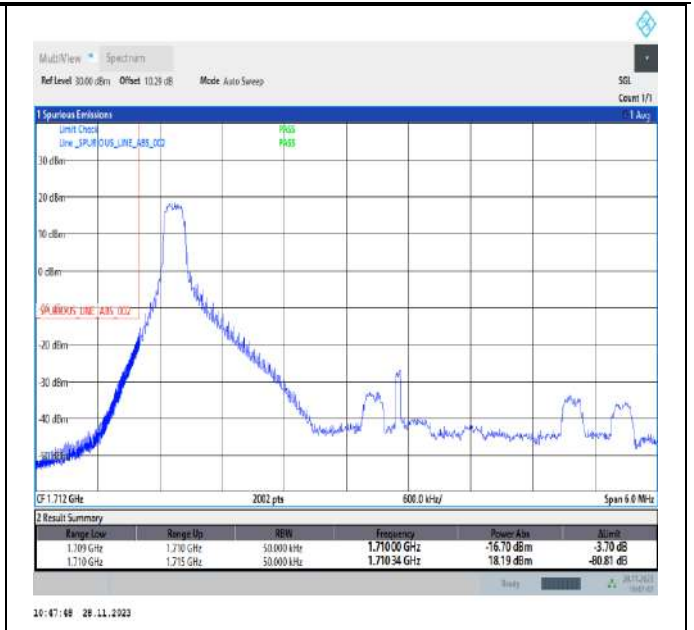 MultiView Spectrum
Ref Level 30.00 dBm Offset 10.29 dB Mode Auto Sweep SGL
Count 1/1
1 Spurious Emissions 1 Avg
Limit Check PASS
Line _SPURIOUS_LINE_ABS_002 PASS
30 dBm
20 dBm
10 dBm
0 dBm
SPURIOUS_LINE_ABS_002
-20 dBm
-30 dBm
-40 dBm
CF 1.712 GHz 2002 pts 600.0 kHz/ Span 6.0 MHz
2 Result Summary
Range Low Range Up RBW Frequency Power Abs ΔLimit
1.709 GHz 1.710 GHz 50.000 kHz 1.71000 GHz -16.70 dBm -3.70 dB
1.710 GHz 1.715 GHz 50.000 kHz 1.71034 GHz 18.19 dBm -80.81 dB
Ready 28.11.2023
10:47:48 28.11.2023